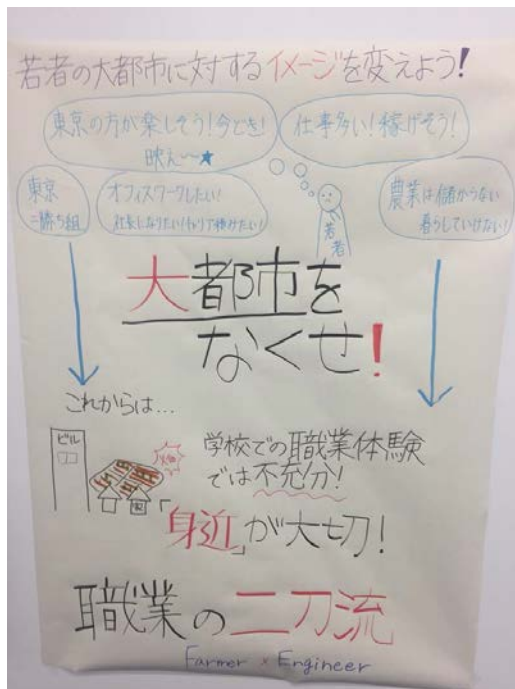 若者の大都市に対するイメージを変えよう!
東京の方が楽しそう!今どき!
映え〜〜★
仕事多い!稼げそう!
東京
=勝ち組
オフィスワークしたい!
社長になりたい!キャリア積みたい!
若者
農業は儲からない
暮らしていけない!
大都市を
なくせ!
これからは…
ビル
学校での職業体験
では不充分!
「身近」が大切!
職業の二刀流
Farmer × Engineer